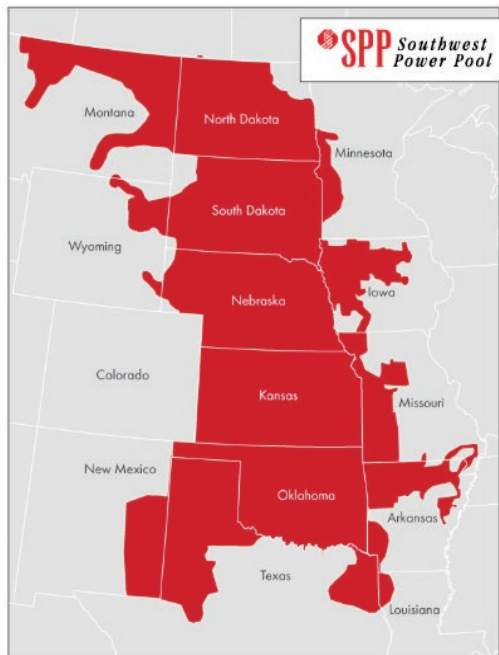 SPP Southwest
Power Pool
Montana
North Dakota
Minnesota
South Dakota
Wyoming
Nebraska
Iowa
Colorado
Kansas
Missouri
New Mexico
Oklahoma
Arkansas
Texas
Louisiana